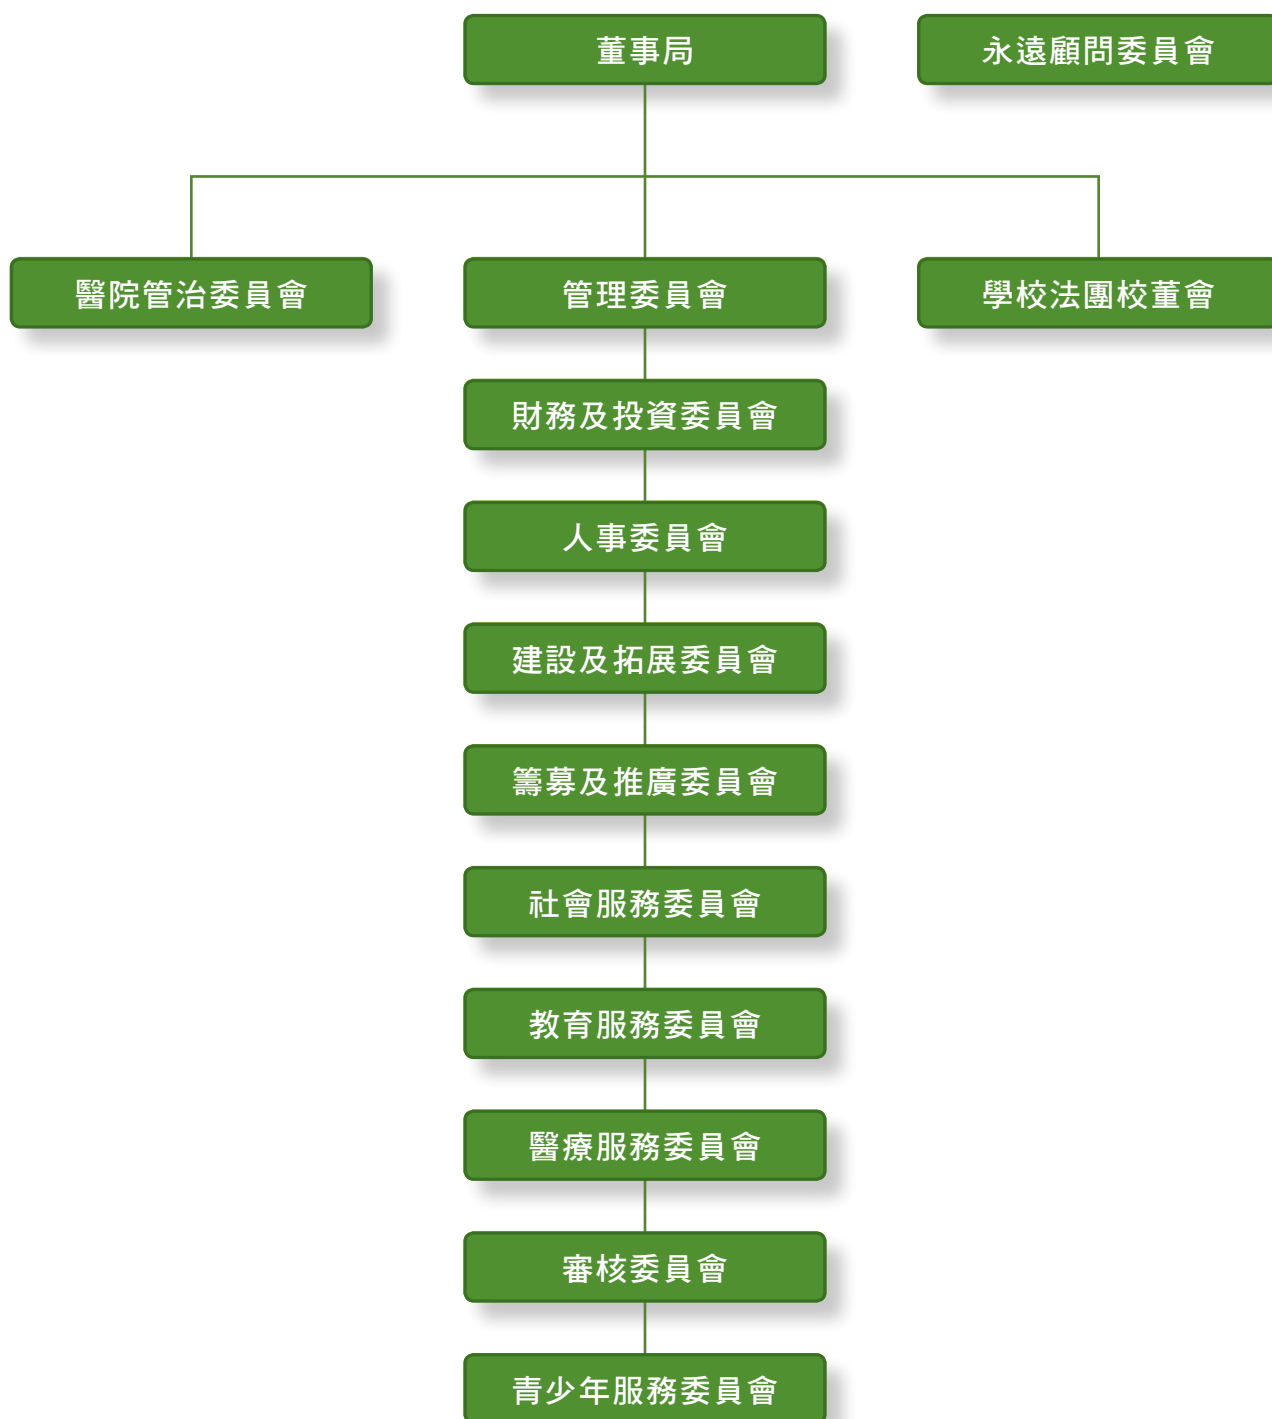 董事局
永遠顧問委員會
醫院管治委員會
管理委員會
學校法團校董會
財務及投資委員會
人事委員會
建設及拓展委員會
籌募及推廣委員會
社會服務委員會
教育服務委員會
醫療服務委員會
審核委員會
青少年服務委員會